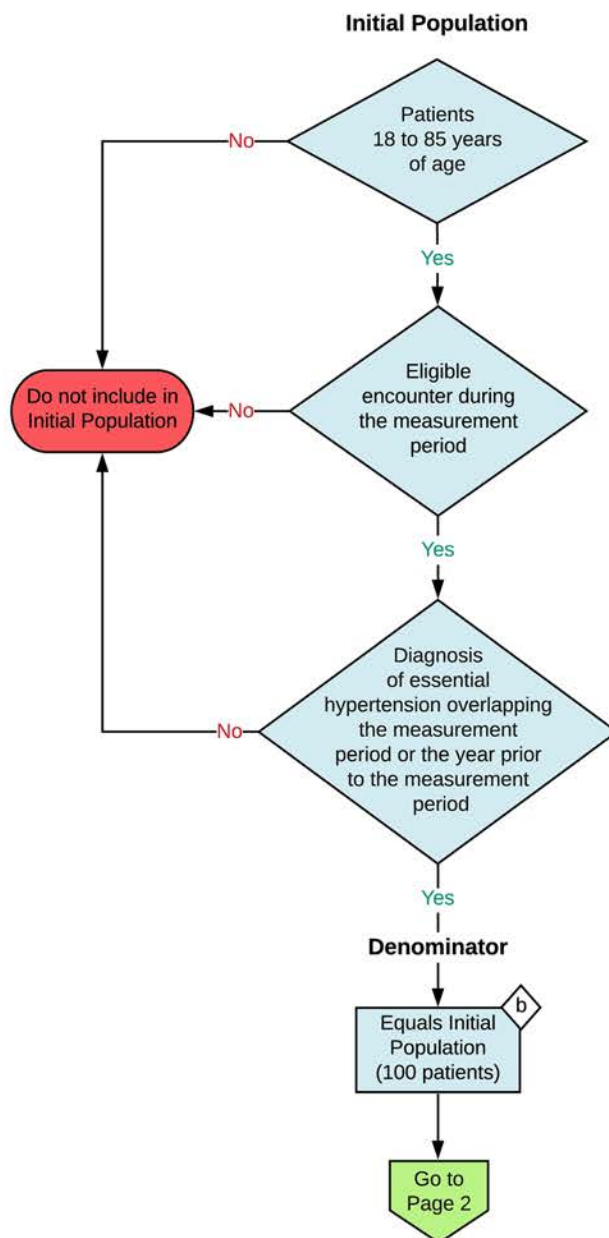 Initial Population
Patients
18 to 85 years
of age
No
Yes
Eligible
encounter during
the measurement
period
Do not include in
Initial Population
No
Yes
Diagnosis
of essential
hypertension overlapping
the measurement
period or the year prior
to the measurement
period
No
Yes
Denominator
b
Equals Initial
Population
(100 patients)
Go to
Page 2